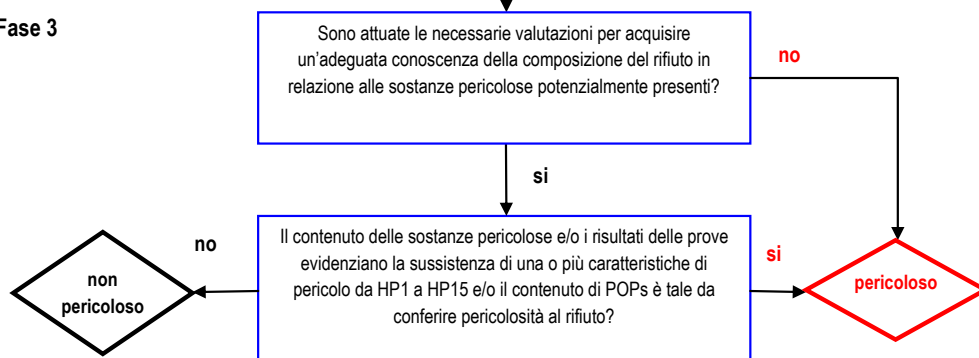 Fase 3
Sono attuate le necessarie valutazioni per acquisire
un’adeguata conoscenza della composizione del rifiuto in
relazione alle sostanze pericolose potenzialmente presenti?
no
si
Il contenuto delle sostanze pericolose e/o i risultati delle prove
evidenziano la sussistenza di una o più caratteristiche di
pericolo da HP1 a HP15 e/o il contenuto di POPs è tale da
conferire pericolosità al rifiuto?
no
non
pericoloso
si
pericoloso